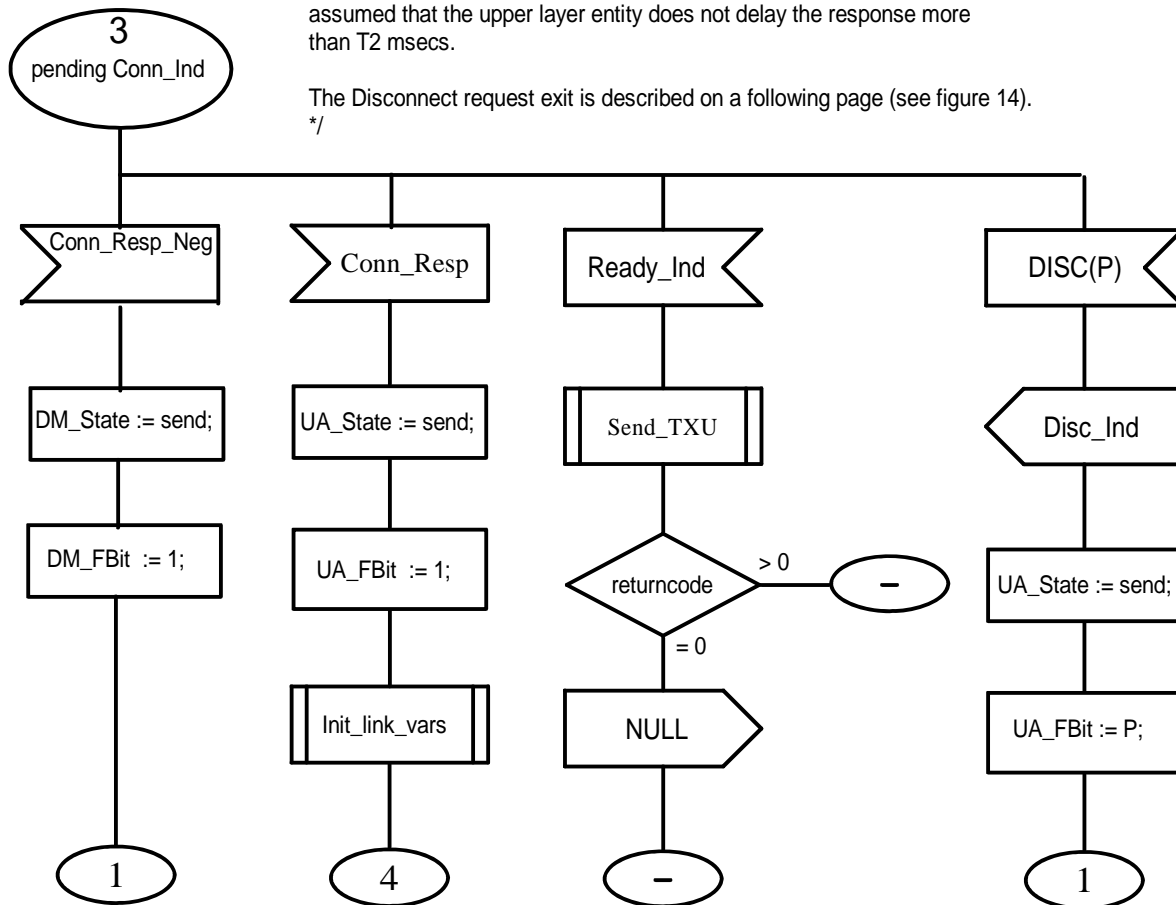 assumed that the upper layer entity does not delay the response more
than T2 msecs.
The Disconnect request exit is described on a following page (see figure 14).
*/
3
pending Conn_Ind
Conn_Resp_Neg
DM_State := send;
DM_FBit := 1;
1
Conn_Resp
UA_State := send;
UA_FBit := 1;
Init_link_vars
4
Ready_Ind
Send_TXU
returncode
> 0
–
= 0
NULL
–
DISC(P)
Disc_Ind
UA_State := send;
UA_FBit := P;
1